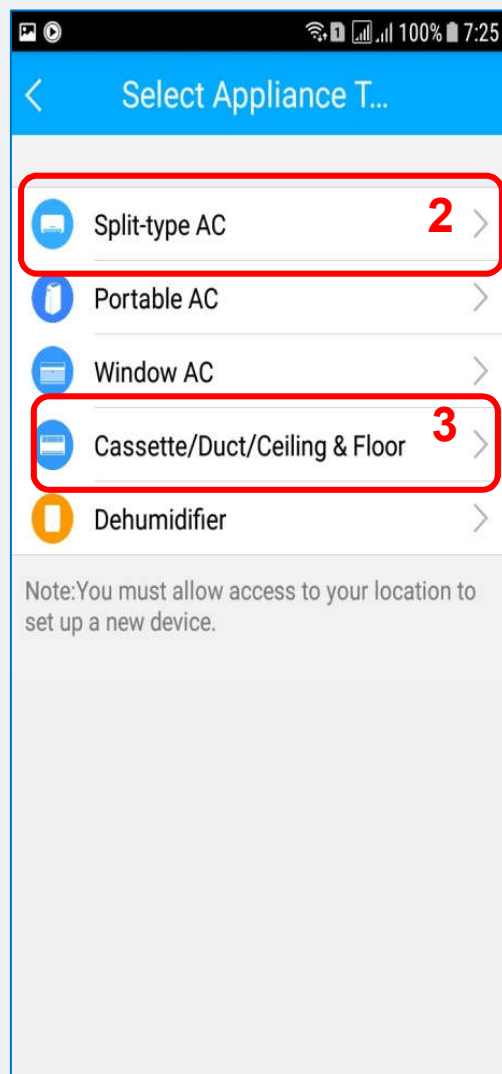 1 100% 7:25
Select Appliance T...
Split-type AC 2
Portable AC
Window AC
Cassette/Duct/Ceiling & Floor 3
Dehumidifier
Note:You must allow access to your location to
set up a new device.